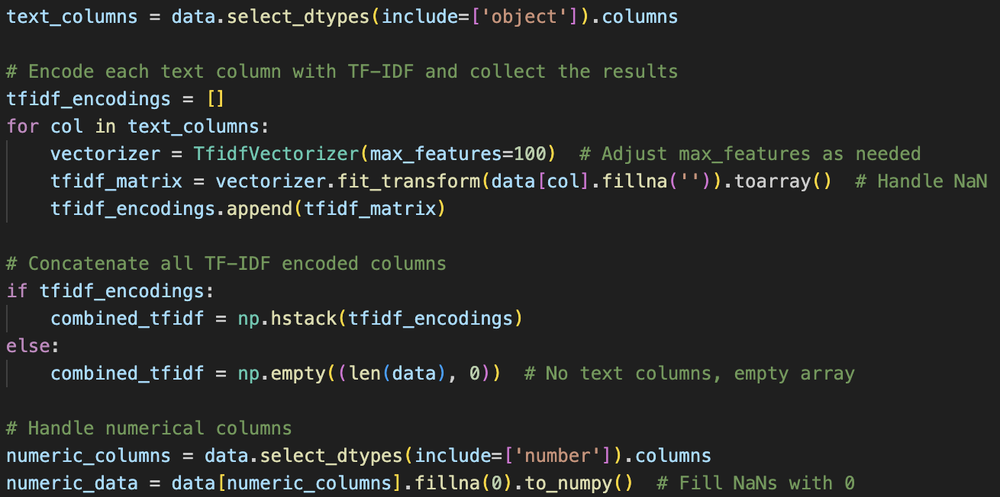 text_columns = data.select_dtypes(include=['object']).columns

# Encode each text column with TF-IDF and collect the results
tfidf_encodings = []
for col in text_columns:
    vectorizer = TfidfVectorizer(max_features=100)  # Adjust max_features as needed
    tfidf_matrix = vectorizer.fit_transform(data[col].fillna('')).toarray()  # Handle NaN
    tfidf_encodings.append(tfidf_matrix)

# Concatenate all TF-IDF encoded columns
if tfidf_encodings:
    combined_tfidf = np.hstack(tfidf_encodings)
else:
    combined_tfidf = np.empty((len(data), 0))  # No text columns, empty array

# Handle numerical columns
numeric_columns = data.select_dtypes(include=['number']).columns
numeric_data = data[numeric_columns].fillna(0).to_numpy()  # Fill NaNs with 0